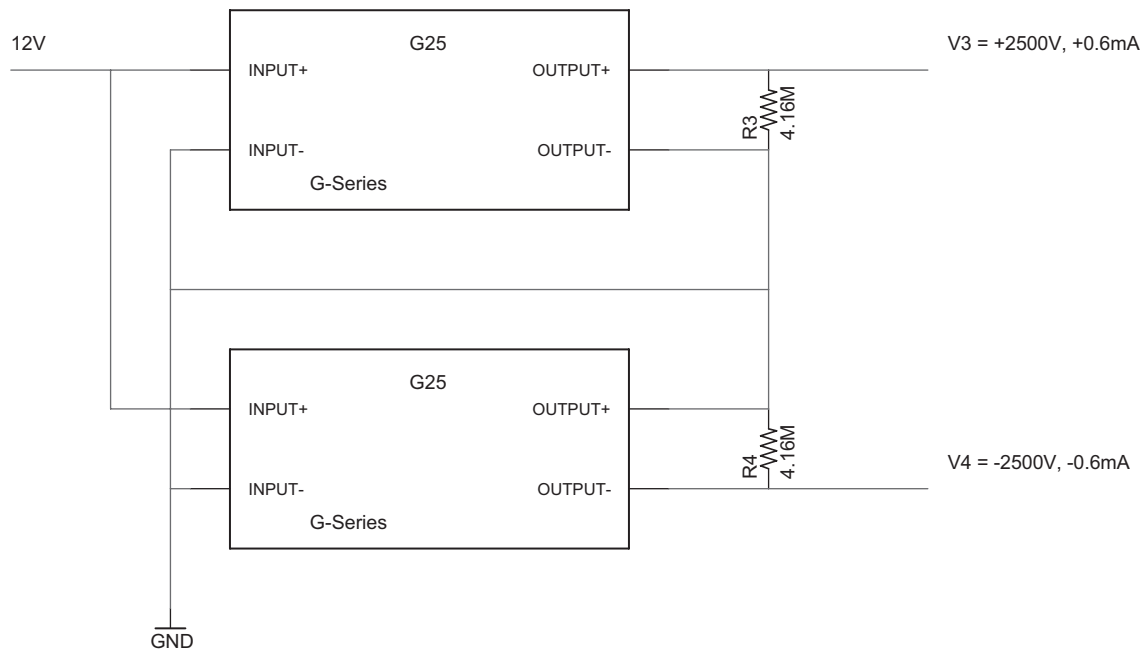 12V
G25
V3 = +2500V, +0.6mA
INPUT+
OUTPUT+
R3
4.16M
INPUT-
OUTPUT-
G-Series
G25
INPUT+
OUTPUT+
R4
4.16M
V4 = -2500V, -0.6mA
INPUT-
OUTPUT-
G-Series
GND